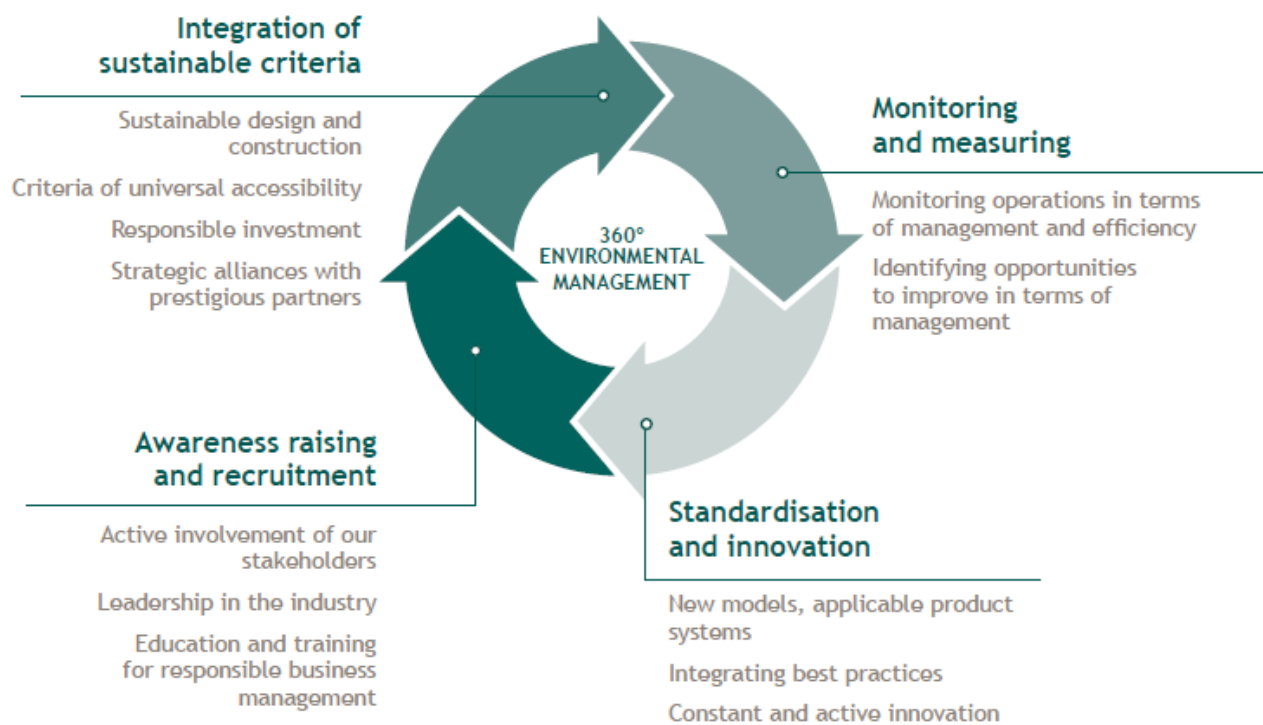 Integration of
sustainable criteria
Sustainable design and
construction
Criteria of universal accessibility
Responsible investment
Strategic alliances with
prestigious partners
Monitoring
and measuring
Monitoring operations in terms
of management and efficiency
Identifying opportunities
to improve in terms of
management
360º
ENVIRONMENTAL
MANAGEMENT
Awareness raising
and recruitment
Active involvement of our
stakeholders
Leadership in the industry
Education and training
for responsible business
management
Standardisation
and innovation
New models, applicable product
systems
Integrating best practices
Constant and active innovation